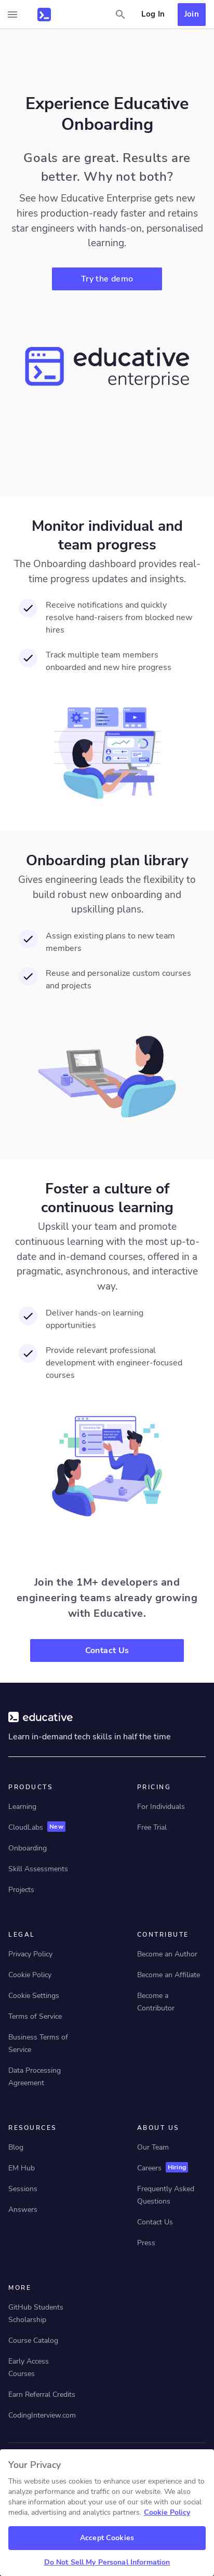 Log In
Join
Experience Educative
Onboarding
Goals are great. Results are
better. Why not both?
See how Educative Enterprise gets new
hires production-ready faster and retains
star engineers with hands-on, personalised
learning.
Try the demo
educative
enterprise
Monitor individual and
team progress
The Onboarding dashboard provides real-
time progress updates and insights.
Receive notifications and quickly
resolve hand-raisers from blocked new
hires
Track multiple team members
onboarded and new hire progress
Onboarding plan library
Gives engineering leads the flexibility to
build robust new onboarding and
upskilling plans.
Assign existing plans to new team
members
Reuse and personalize custom courses
and projects
Foster a culture of
continuous learning
Upskill your team and promote
continuous learning with the most up-to-
date and in-demand courses, offered in a
pragmatic, asynchronous, and interactive
way.
Deliver hands-on learning
opportunities
Provide relevant professional
development with engineer-focused
courses
Join the 1M+ developers and
engineering teams already growing
with Educative.
Contact Us
educative
Learn in-demand tech skills in half the time
PRODUCTS
Learning
CloudLabs New
Onboarding
Skill Assessments
Projects
PRICING
For Individuals
Free Trial
LEGAL
Privacy Policy
Cookie Policy
Cookie Settings
Terms of Service
Business Terms of
Service
Data Processing
Agreement
CONTRIBUTE
Become an Author
Become an Affiliate
Become a
Contributor
RESOURCES
Blog
EM Hub
Sessions
Answers
ABOUT US
Our Team
Careers Hiring
Frequently Asked
Questions
Contact Us
Press
MORE
GitHub Students
Scholarship
Course Catalog
Early Access
Courses
Earn Referral Credits
CodingInterview.com
Your Privacy
This website uses cookies to enhance user experience and to
analyze performance and traffic on our website. We also
share information about your use of our site with our social
media, advertising and analytics partners. Cookie Policy
Accept Cookies
Do Not Sell My Personal Information